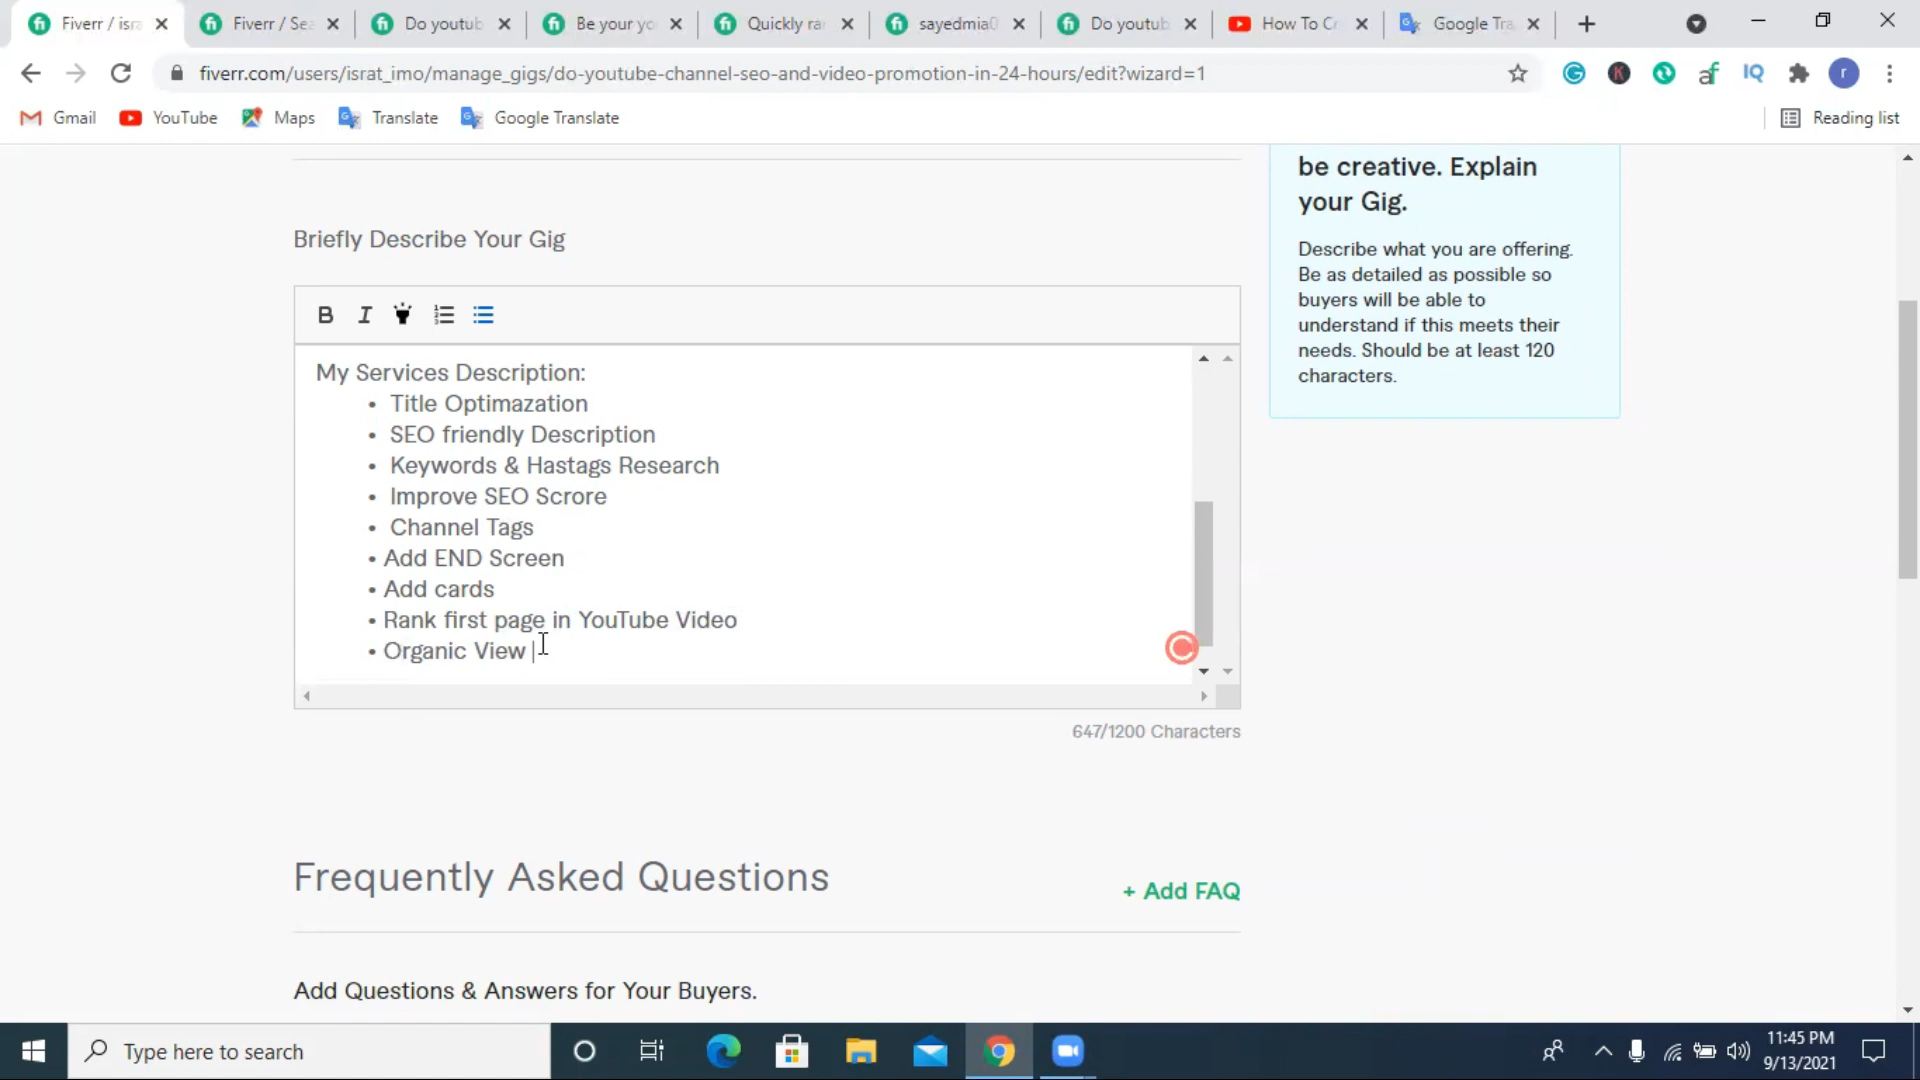 Fiverr / isra
Fiverr / Sea
Do youtub
Be your yo
Quickly ran
sayedmia0
Do youtub
How To Cr
Google Tra
fiverr.com/users/israt_imo/manage_gigs/do-youtube-channel-seo-and-video-promotion-in-24-hours/edit?wizard=1
IQ
r
Gmail
YouTube
Maps
Translate
Google Translate
Reading list
be creative. Explain
your Gig.
Describe what you are offering.
Be as detailed as possible so
buyers will be able to
understand if this meets their
needs. Should be at least 120
characters.
Briefly Describe Your Gig
B I
My Services Description:
• Title Optimazation
• SEO friendly Description
• Keywords & Hastags Research
• Improve SEO Scrore
• Channel Tags
• Add END Screen
• Add cards
• Rank first page in YouTube Video
• Organic View
647/1200 Characters
Frequently Asked Questions
+ Add FAQ
Add Questions & Answers for Your Buyers.
Type here to search
11:45 PM
9/13/2021